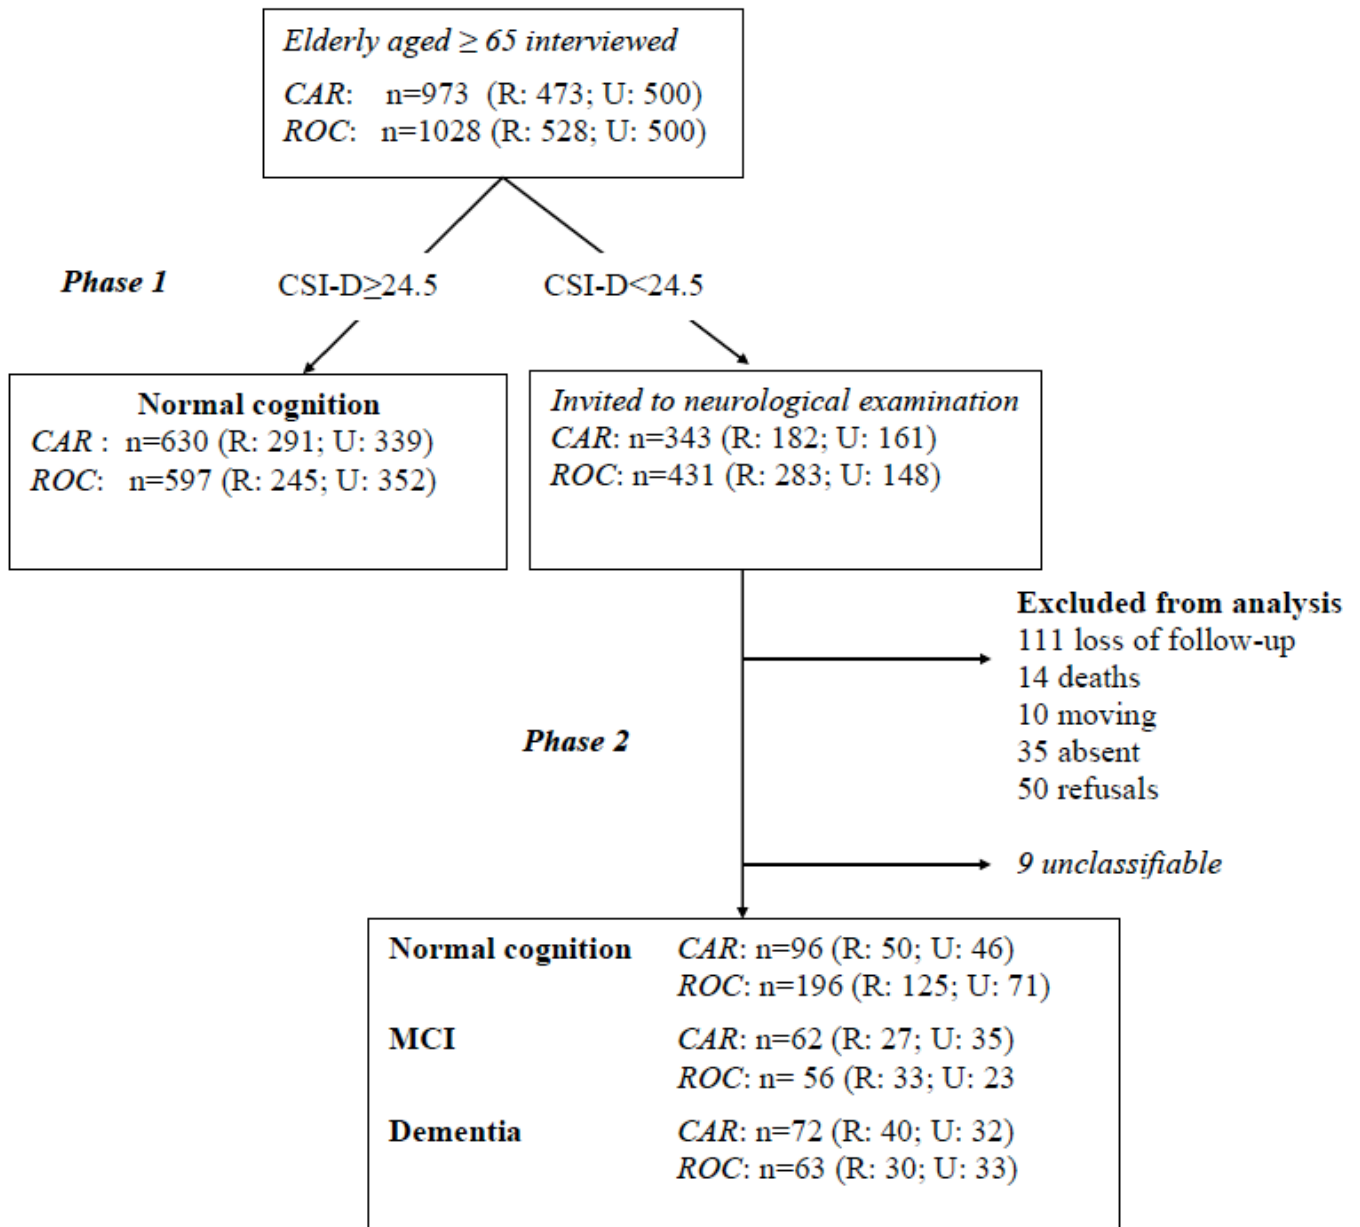 Elderly aged ≥ 65 interviewed
CAR: n=973 (R: 473; U: 500)
ROC: n=1028 (R: 528; U: 500)
Phase 1
CSI-D≥24.5
CSI-D<24.5
Normal cognition
CAR : n=630 (R: 291; U: 339)
ROC: n=597 (R: 245; U: 352)
Invited to neurological examination
CAR: n=343 (R: 182; U: 161)
ROC: n=431 (R: 283; U: 148)
Excluded from analysis
111 loss of follow-up
14 deaths
10 moving
35 absent
50 refusals
Phase 2
9 unclassifiable
Normal cognition CAR: n=96 (R: 50; U: 46)
ROC: n=196 (R: 125; U: 71)
MCI CAR: n=62 (R: 27; U: 35)
ROC: n= 56 (R: 33; U: 23
Dementia CAR: n=72 (R: 40; U: 32)
ROC: n=63 (R: 30; U: 33)